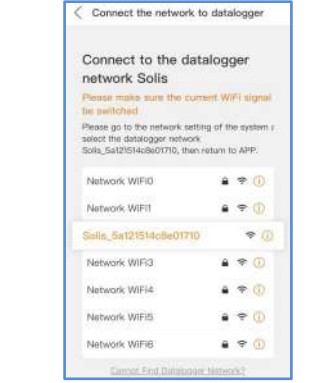 Connect the network to datalogger
Connect to the datalogger
network Solis
Please make sure the current WiFi signal
be switched
Please go to the network setting of the system a
select the datalogger network
Solis_5a121514c8e01710, then return to APP.
Network WiFi0
Network WiFi1
Solis_5a121514c8e01710
Network WiFi3
Network WiFi4
Network WiFi5
Network WiFi6
Cannot Find Datalogger Network?